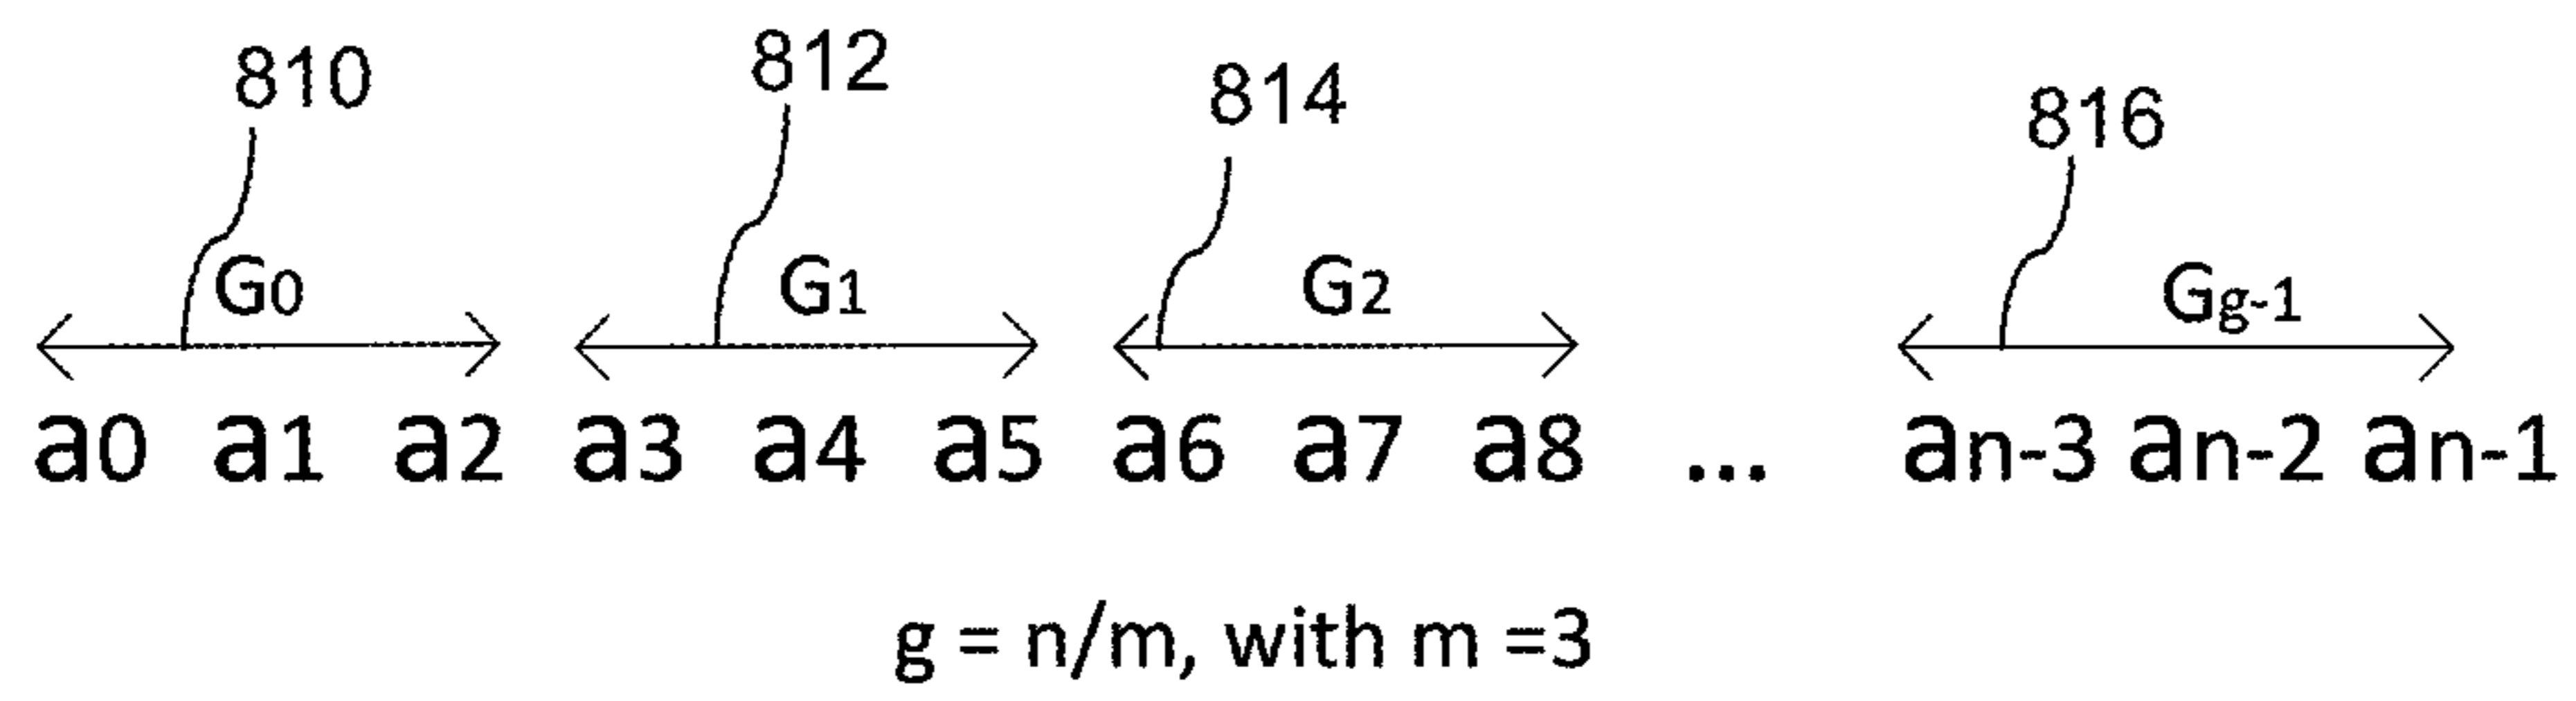 810 812 814 816
G0 G1 G2 Gg-1
a0 a1 a2 a3 a4 a5 a6 a7 a8 ... an-3 an-2 an-1
g = n/m, with m =3